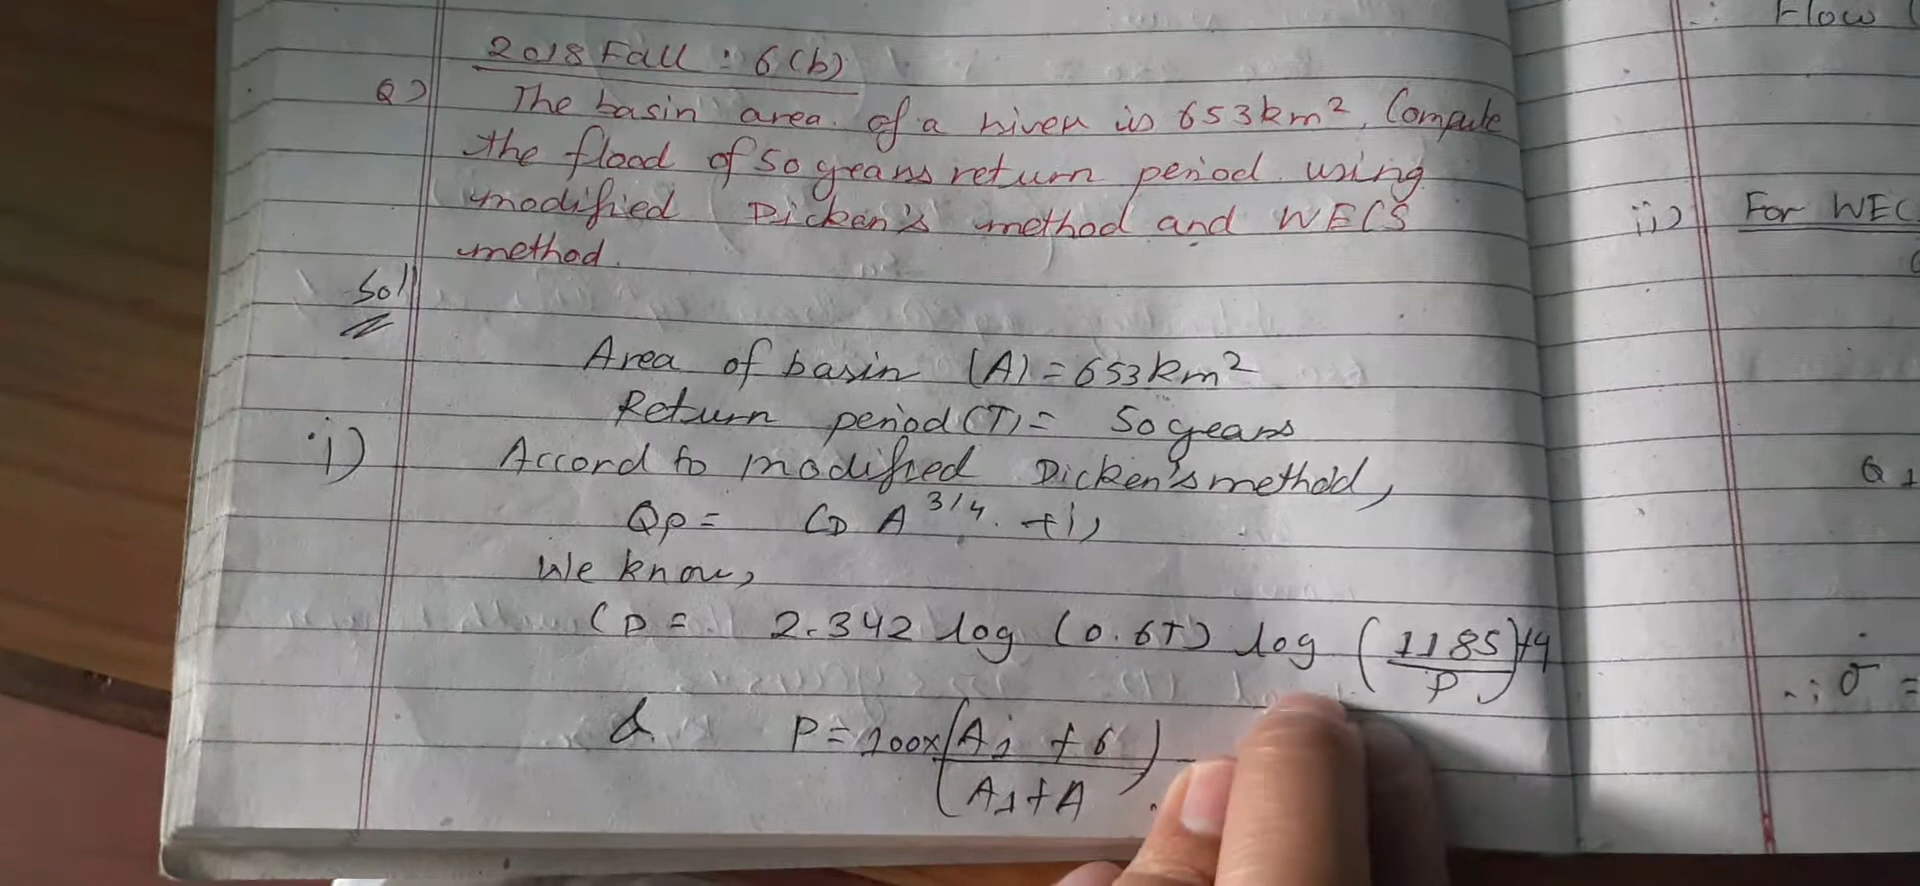 2018 Fall : 6(b)
Q) The basin area of a river is 653km², Compute
the flood of 50 years return period using
modified Dicken's method and WECS
method.
Soln
Area of basin (A) = 653km²
Return period (T) = 50 years
i) Accord to modified Dicken's method,
Qp = CD A^3/4. +i)
We know,
CD = 2.342 log (0.6T) log (1185/P)+4
& P = 100x(A1 + 6 / A1 + A)
Flow
ii) For WEC
Q1
∴ σ =